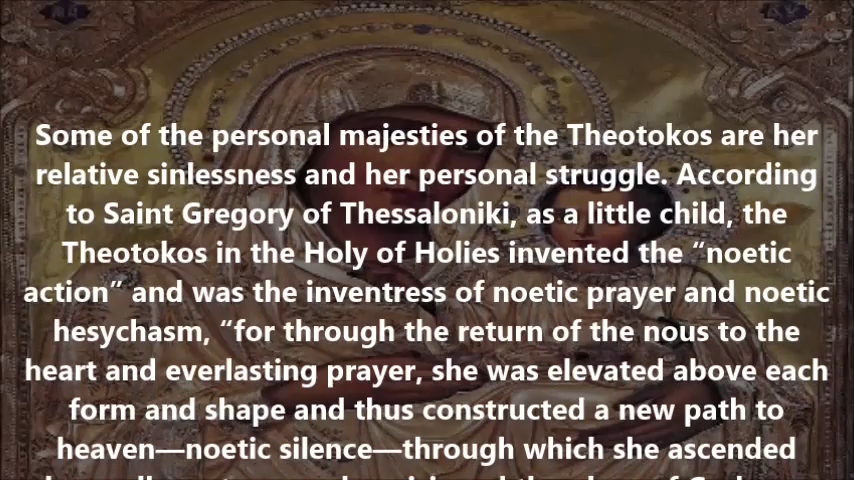 Some of the personal majesties of the Theotokos are her
relative sinlessness and her personal struggle. According
to Saint Gregory of Thessaloniki, as a little child, the
Theotokos in the Holy of Holies invented the “noetic
action” and was the inventress of noetic prayer and noetic
hesychasm, “for through the return of the nous to the
heart and everlasting prayer, she was elevated above each
form and shape and thus constructed a new path to
heaven—noetic silence—through which she ascended